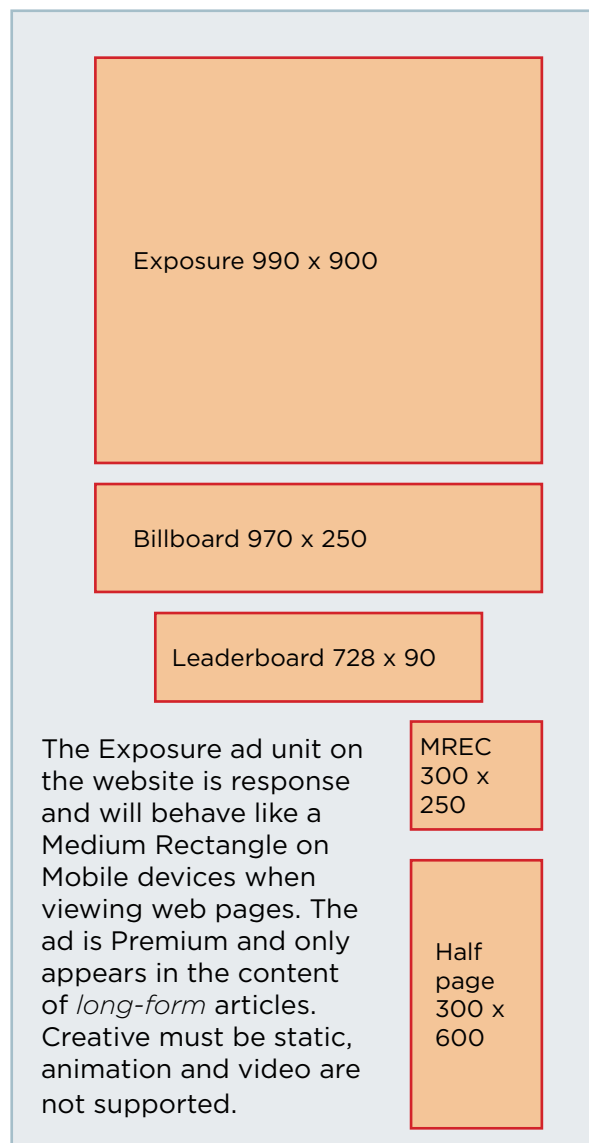 Exposure 990 x 900
Billboard 970 x 250
Leaderboard 728 x 90
The Exposure ad unit on
the website is response
and will behave like a
Medium Rectangle on
Mobile devices when
viewing web pages. The
ad is Premium and only
appears in the content
of long-form articles.
Creative must be static,
animation and video are
not supported.
MREC
300 x
250
Half
page
300 x
600